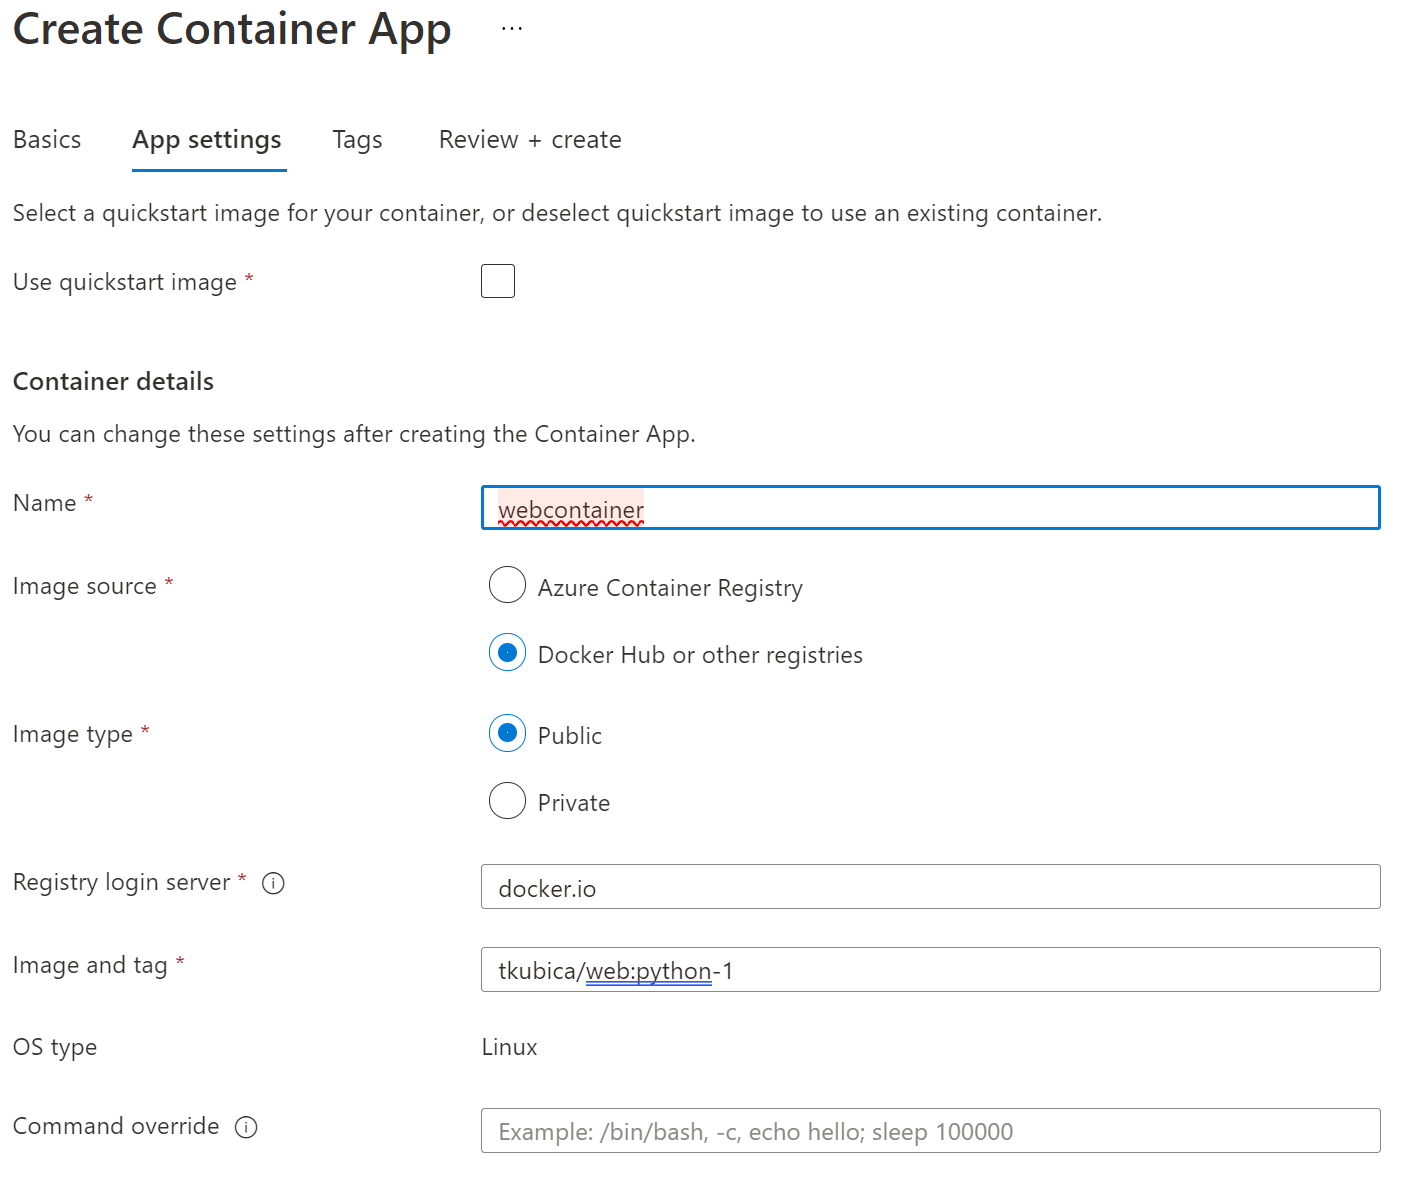 Create Container App ...
Basics App settings Tags Review + create
Select a quickstart image for your container, or deselect quickstart image to use an existing container.
Use quickstart image *
Container details
You can change these settings after creating the Container App.
Name * webcontainer
Image source * Azure Container Registry
Docker Hub or other registries
Image type * Public
Private
Registry login server * docker.io
Image and tag * tkubica/web:python-1
OS type Linux
Command override Example: /bin/bash, -c, echo hello; sleep 100000